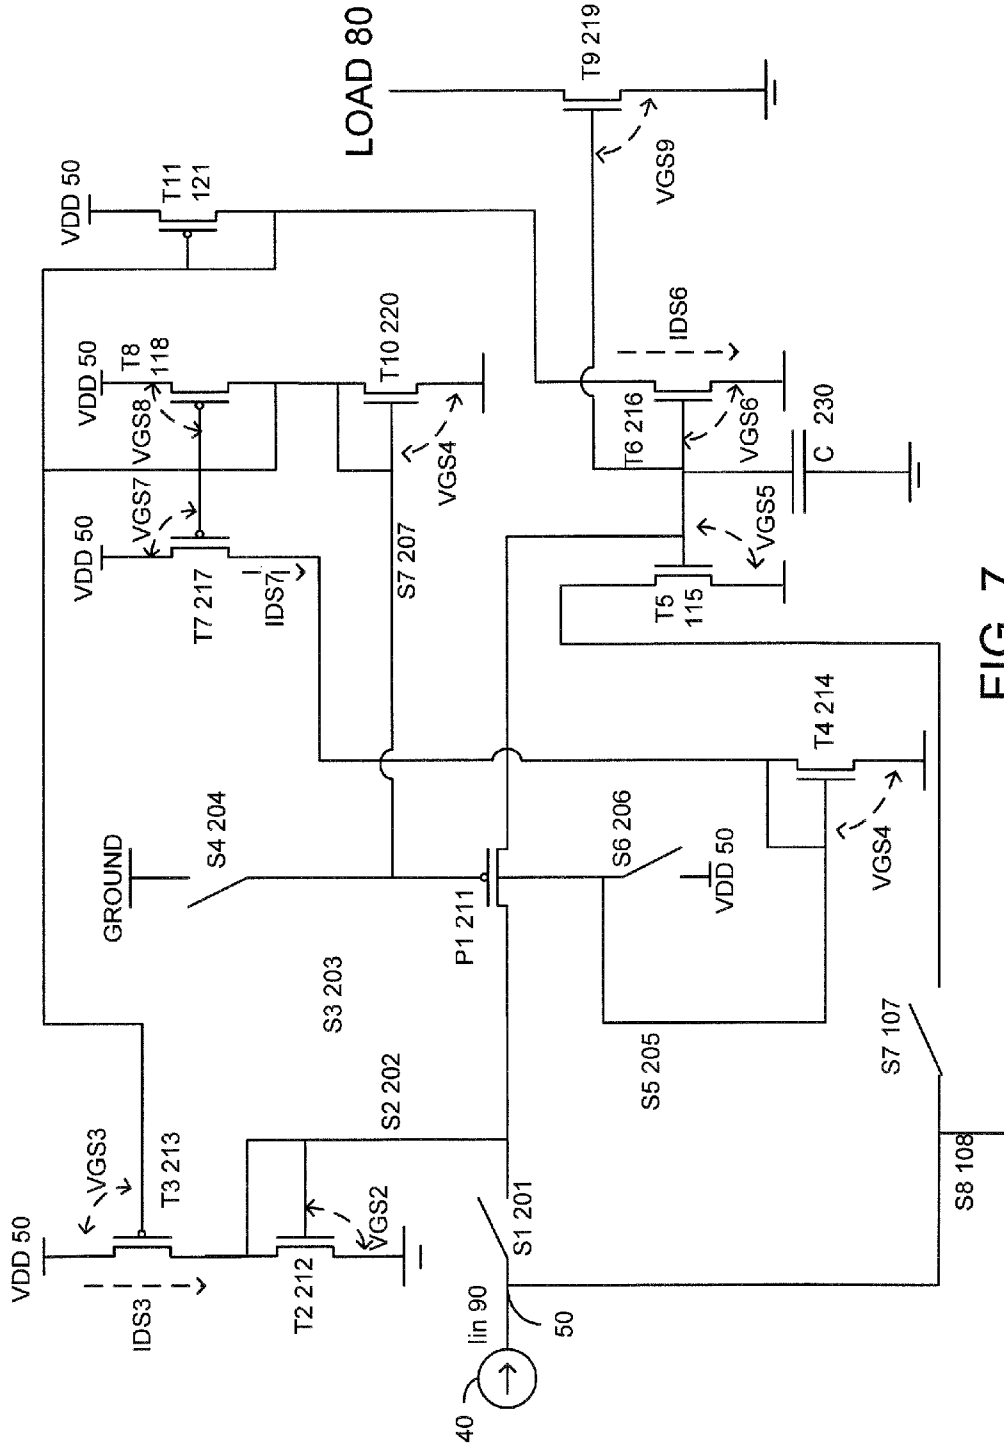 VDD 50
VDD 50
VDD 50
VDD 50
VGS3
GROUND
IDS3
VGS7
VGS8
T8
118
T11
121
T3 213
T7 217
S4 204
IDS7
T2 212
VGS2
S3 203
LOAD 80
S2 202
S7 207
T10 220
VGS4
40
Iin 90
P1 211
S1 201
50
T9 219
S6 206
T6 216
VGS9
S5 205
T5
115
IDS6
VDD 50
VGS5
VGS6
T4 214
C 230
VGS4
S7 107
S8 108
FIG. 7